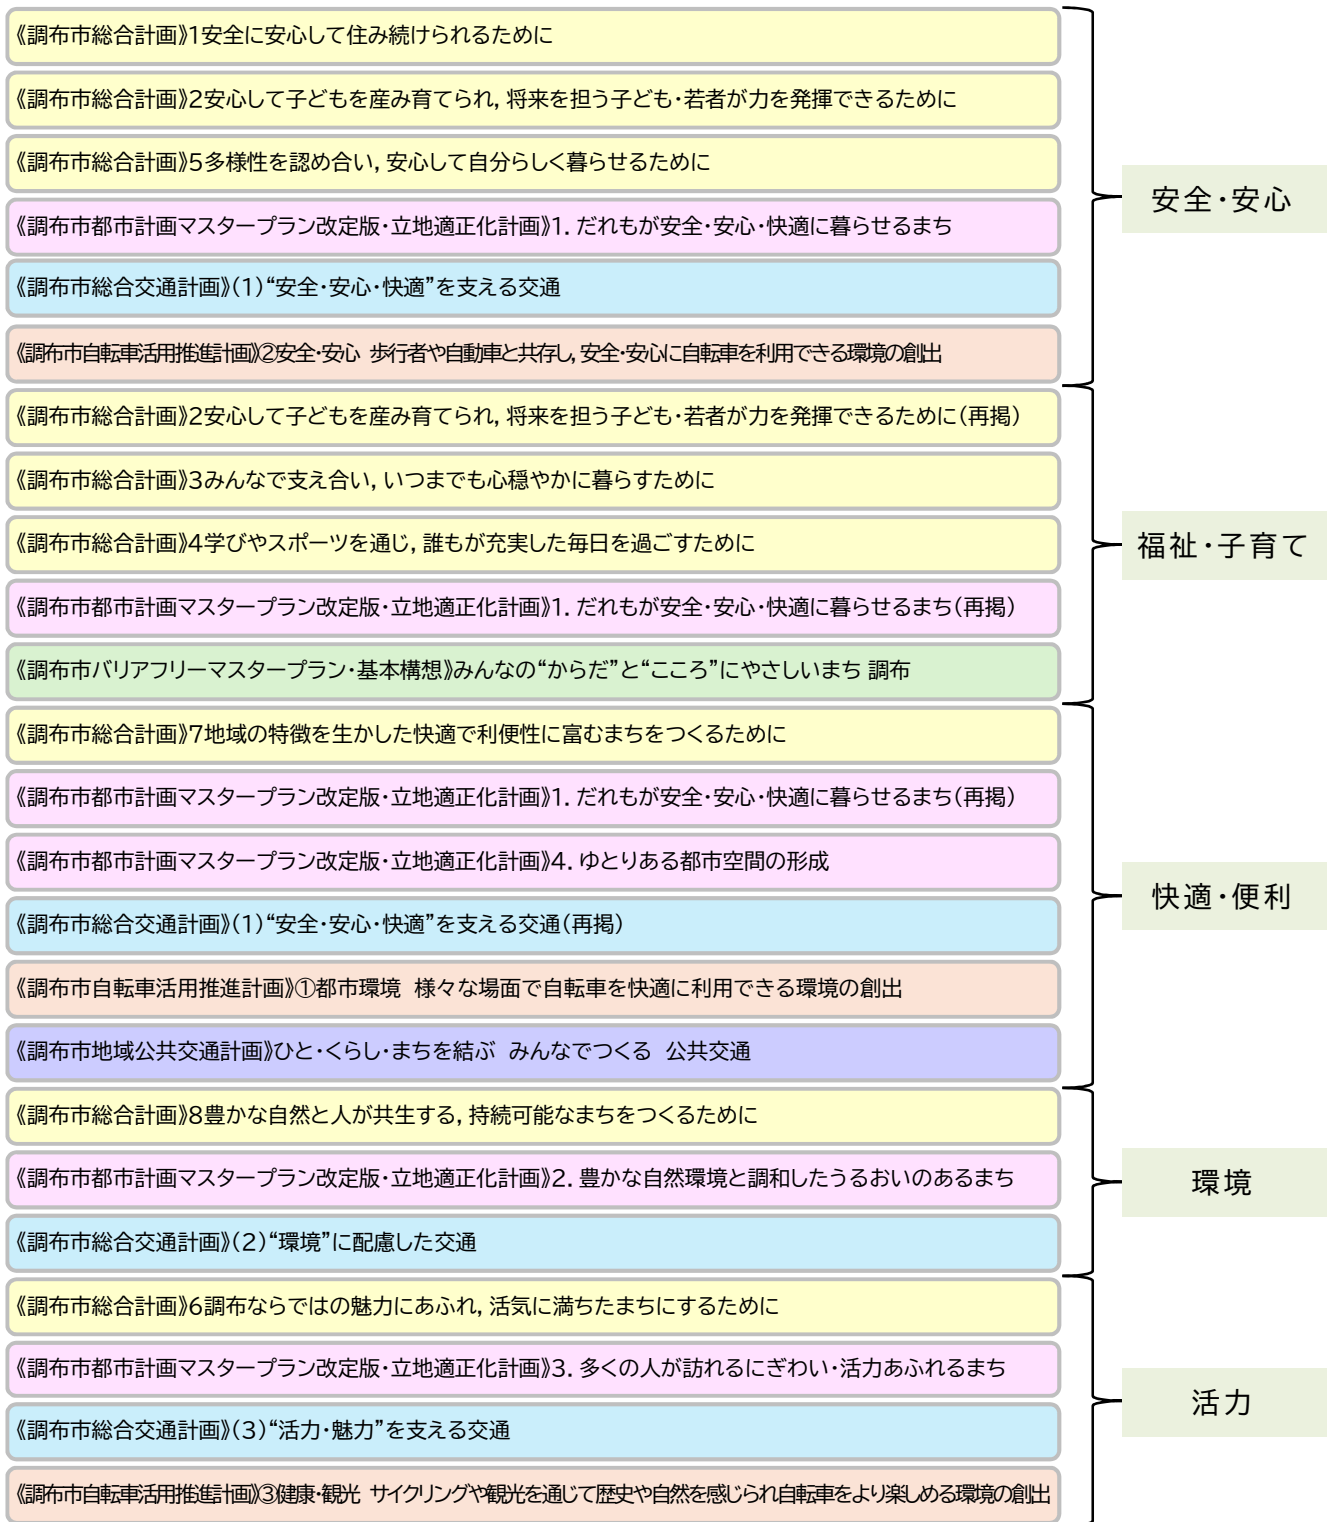 《調布市総合計画》1安全に安心して住み続けられるために
《調布市総合計画》2安心して子どもを産み育てられ,将来を担う子ども・若者が力を発揮できるために
《調布市総合計画》5多様性を認め合い,安心して自分らしく暮らせるために
《調布市都市計画マスタープラン改定版・立地適正化計画》1.だれもが安全・安心・快適に暮らせるまち
《調布市総合交通計画》(1)“安全・安心・快適”を支える交通
《調布市自転車活用推進計画》②安全・安心 歩行者や自動車と共存し,安全・安心に自転車を利用できる環境の創出
安全・安心
《調布市総合計画》2安心して子どもを産み育てられ,将来を担う子ども・若者が力を発揮できるために(再掲)
《調布市総合計画》3みんなで支え合い,いつまでも心穏やかに暮らすために
《調布市総合計画》4学びやスポーツを通じ,誰もが充実した毎日を過ごすために
《調布市都市計画マスタープラン改定版・立地適正化計画》1.だれもが安全・安心・快適に暮らせるまち(再掲)
《調布市バリアフリーマスタープラン・基本構想》みんなの“からだ”と“こころ”にやさしいまち 調布
福祉・子育て
《調布市総合計画》7地域の特徴を生かした快適で利便性に富むまちをつくるために
《調布市都市計画マスタープラン改定版・立地適正化計画》1.だれもが安全・安心・快適に暮らせるまち(再掲)
《調布市都市計画マスタープラン改定版・立地適正化計画》4.ゆとりある都市空間の形成
《調布市総合交通計画》(1)“安全・安心・快適”を支える交通(再掲)
《調布市自転車活用推進計画》①都市環境 様々な場面で自転車を快適に利用できる環境の創出
《調布市地域公共交通計画》ひと・くらし・まちを結ぶ みんなでつくる 公共交通
快適・便利
《調布市総合計画》8豊かな自然と人が共生する,持続可能なまちをつくるために
《調布市都市計画マスタープラン改定版・立地適正化計画》2.豊かな自然環境と調和したうるおいのあるまち
《調布市総合交通計画》(2)“環境”に配慮した交通
環境
《調布市総合計画》6調布ならではの魅力にあふれ,活気に満ちたまちにするために
《調布市都市計画マスタープラン改定版・立地適正化計画》3.多くの人が訪れるにぎわい・活力あふれるまち
《調布市総合交通計画》(3)“活力・魅力”を支える交通
《調布市自転車活用推進計画》③健康・観光 サイクリングや観光を通じて歴史や自然を感じられ自転車をより楽しめる環境の創出
活力